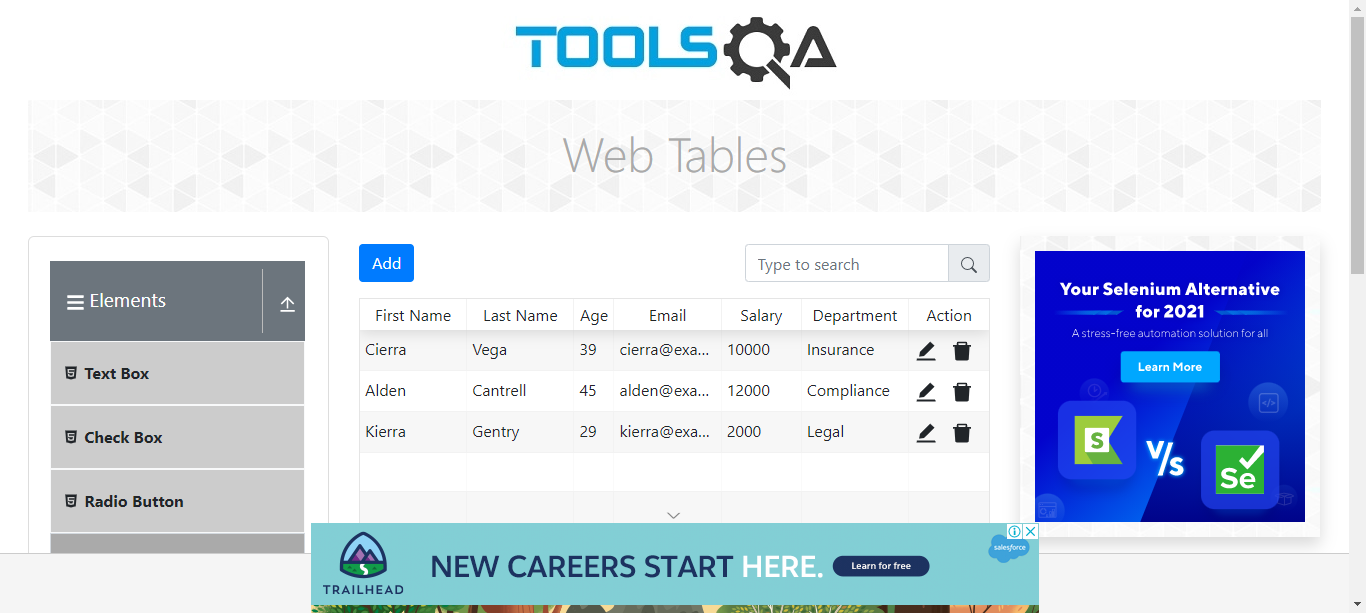 TOOLSQA
Web Tables
Elements
Text Box
Check Box
Radio Button
Add
Type to search
First Name Last Name Age Email Salary Department Action
Cierra Vega 39 cierra@exa... 10000 Insurance
Alden Cantrell 45 alden@exa... 12000 Compliance
Kierra Gentry 29 kierra@exa... 2000 Legal
Your Selenium Alternative
for 2021
A stress-free automation solution for all
Learn More
S
V/s
Se
TRAILHEAD
NEW CAREERS START HERE.
Learn for free
salesforce